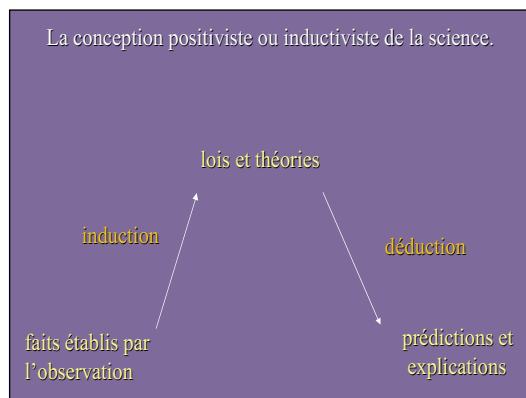 La conception positiviste ou inductiviste de la science.
lois et théories
induction
déduction
faits établis par
l'observation
prédictions et
explications